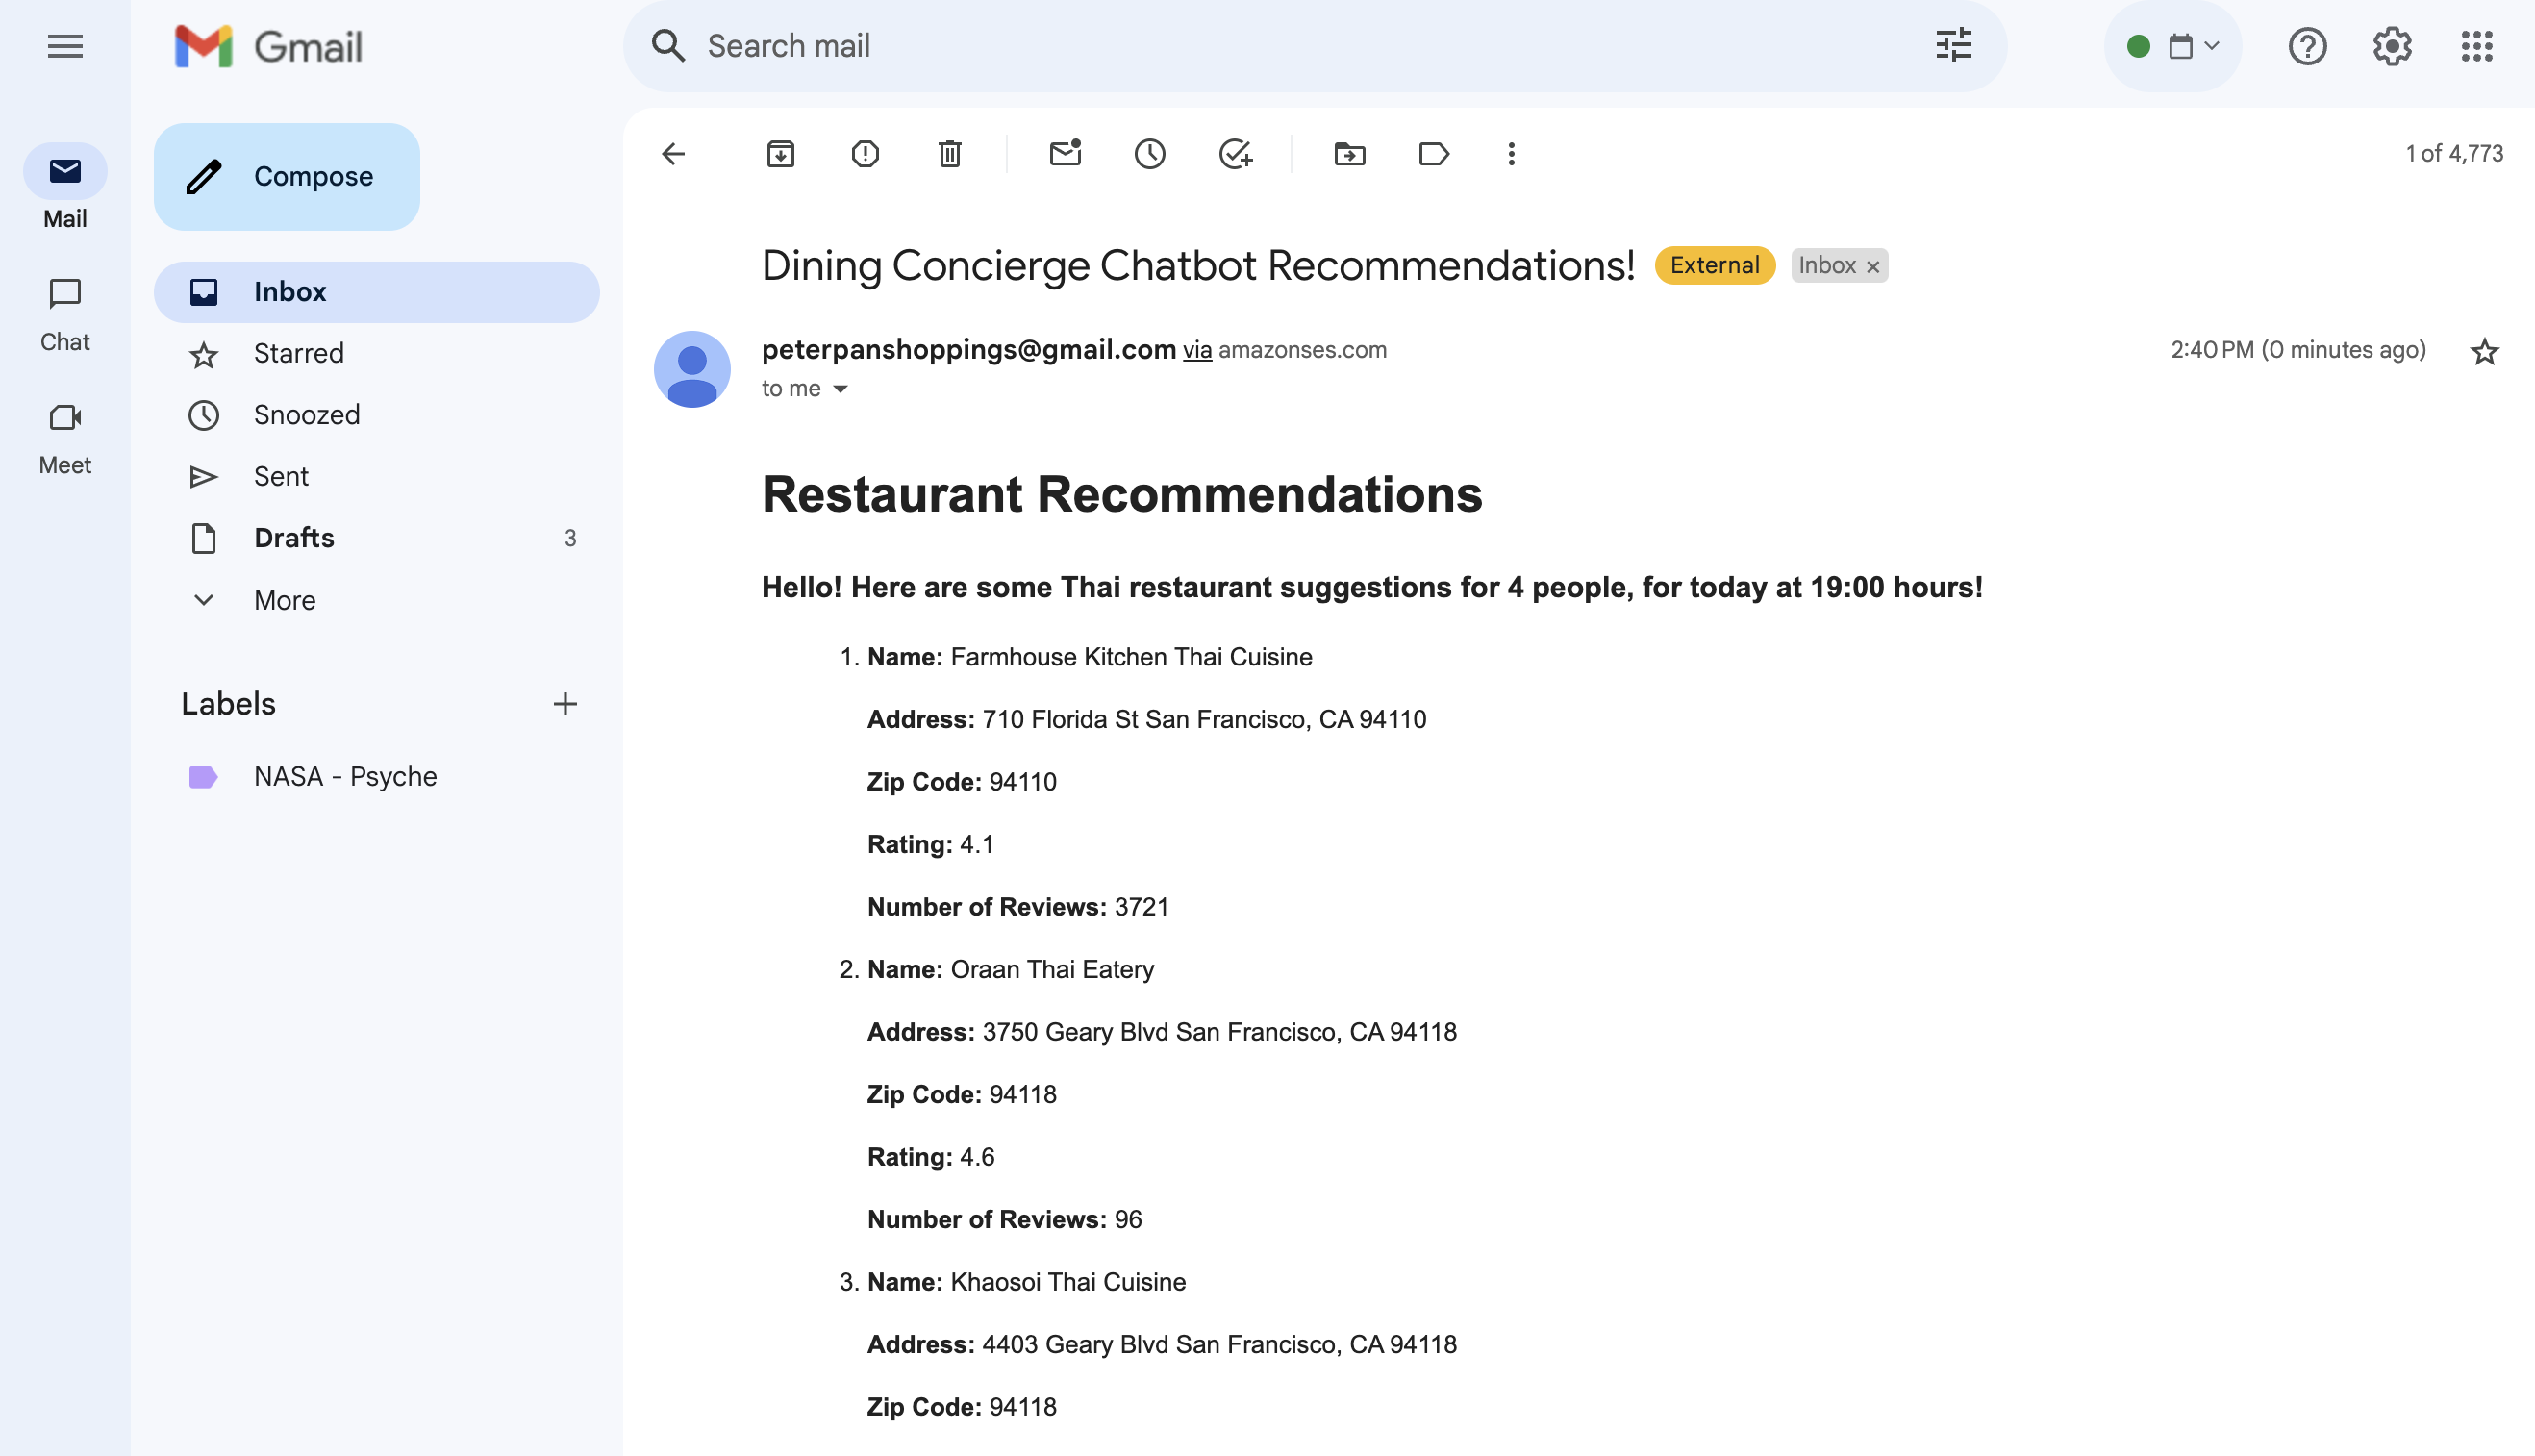 Gmail
Search mail
Compose
Mail
Chat
Meet
Inbox
Starred
Snoozed
Sent
Drafts 3
More
Labels
NASA - Psyche
1 of 4,773
Dining Concierge Chatbot Recommendations! External Inbox x
peterpanshoppings@gmail.com via amazonses.com 2:40 PM (0 minutes ago)
to me
Restaurant Recommendations
Hello! Here are some Thai restaurant suggestions for 4 people, for today at 19:00 hours!
1. Name: Farmhouse Kitchen Thai Cuisine
Address: 710 Florida St San Francisco, CA 94110
Zip Code: 94110
Rating: 4.1
Number of Reviews: 3721
2. Name: Oraan Thai Eatery
Address: 3750 Geary Blvd San Francisco, CA 94118
Zip Code: 94118
Rating: 4.6
Number of Reviews: 96
3. Name: Khaosoi Thai Cuisine
Address: 4403 Geary Blvd San Francisco, CA 94118
Zip Code: 94118